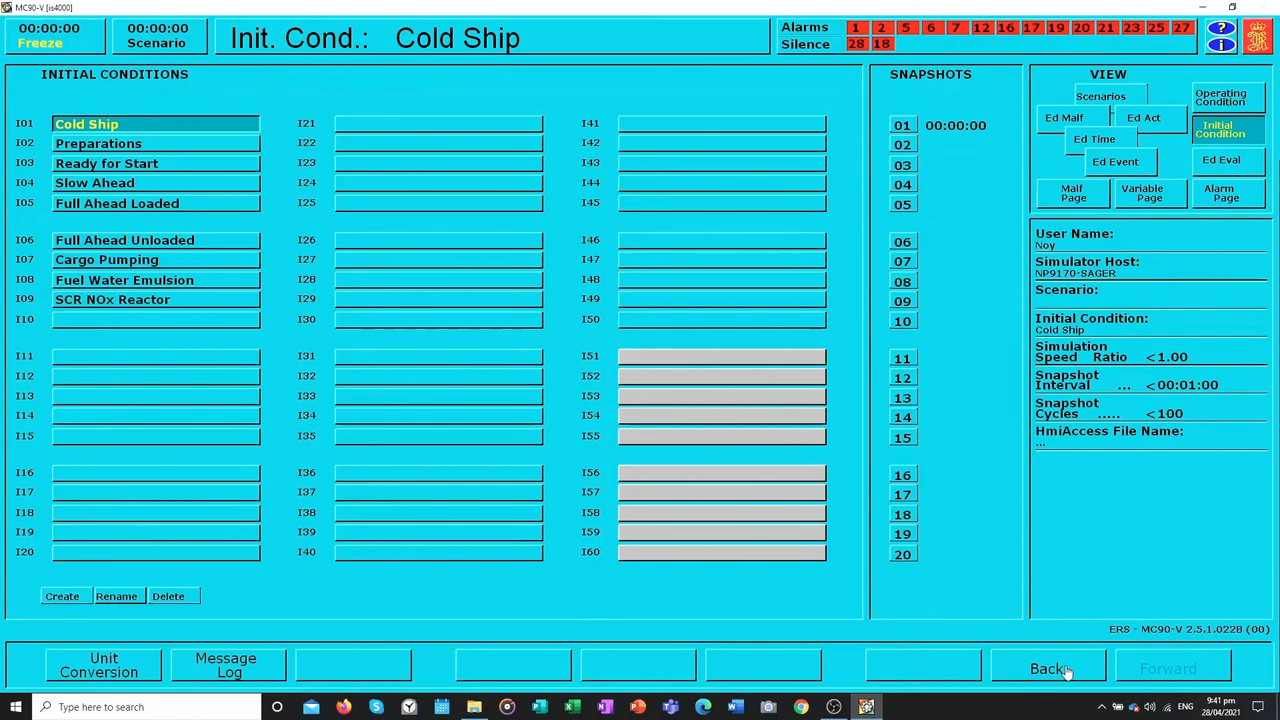 MC90-V [is4000]
00:00:00
Freeze
00:00:00
Scenario
Init. Cond.: Cold Ship
Alarms 1 2 5 6 7 12 16 17 19 20 21 23 25 27
Silence 28 18
?
i
INITIAL CONDITIONS
I01 Cold Ship
I02 Preparations
I03 Ready for Start
I04 Slow Ahead
I05 Full Ahead Loaded
I06 Full Ahead Unloaded
I07 Cargo Pumping
I08 Fuel Water Emulsion
I09 SCR NOx Reactor
I10
I11
I12
I13
I14
I15
I16
I17
I18
I19
I20
I21
I22
I23
I24
I25
I26
I27
I28
I29
I30
I31
I32
I33
I34
I35
I36
I37
I38
I39
I40
I41
I42
I43
I44
I45
I46
I47
I48
I49
I50
I51
I52
I53
I54
I55
I56
I57
I58
I59
I60
Create Rename Delete
SNAPSHOTS
01 00:00:00
02
03
04
05
06
07
08
09
10
11
12
13
14
15
16
17
18
19
20
VIEW
Scenarios
Ed Malf
Ed Act
Ed Time
Ed Event
Operating
Condition
Initial
Condition
Ed Eval
Malf
Page
Variable
Page
Alarm
Page
User Name:
Noy
Simulator Host:
NP9170-SAGER
Scenario:
Initial Condition:
Cold Ship
Simulation
Speed Ratio <1.00
Snapshot
Interval ... <00:01:00
Snapshot
Cycles ..... <100
HmiAccess File Name:
...
ERS - MC90-V 2.5.1.0228 (00)
Unit
Conversion
Message
Log
Back
Forward
Type here to search
ENG
9:41 pm
28/04/2021